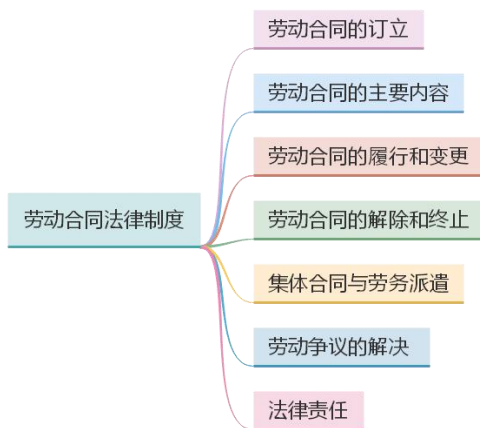 劳动合同的订立
劳动合同的主要内容
劳动合同的履行和变更
劳动合同法律制度
劳动合同的解除和终止
集体合同与劳务派遣
劳动争议的解决
法律责任